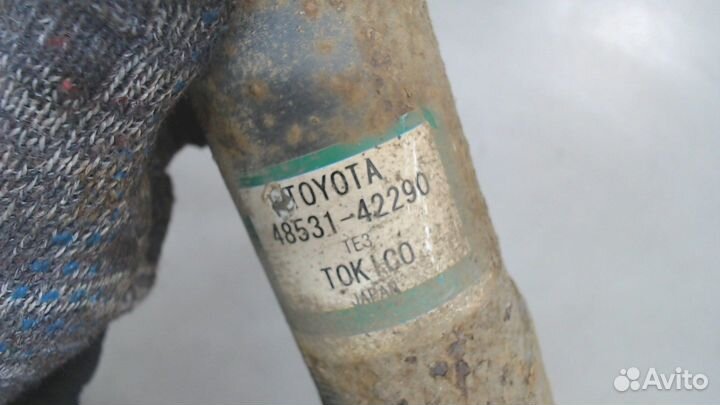 TOYOTA
48531-42290
TE3
TOKICO
JAPAN
Avito